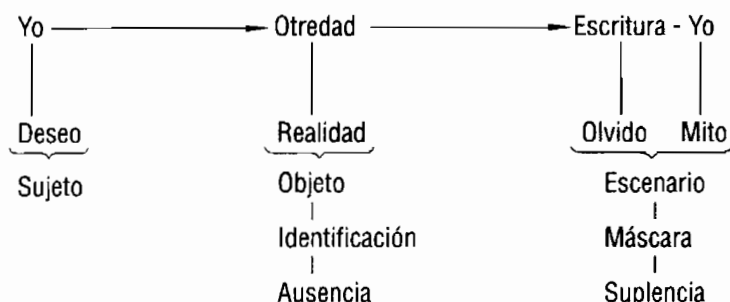 Yo Otredad Escritura - Yo
Deseo Realidad Olvido Mito
Sujeto Objeto Escenario
Identificación Máscara
Ausencia Suplencia